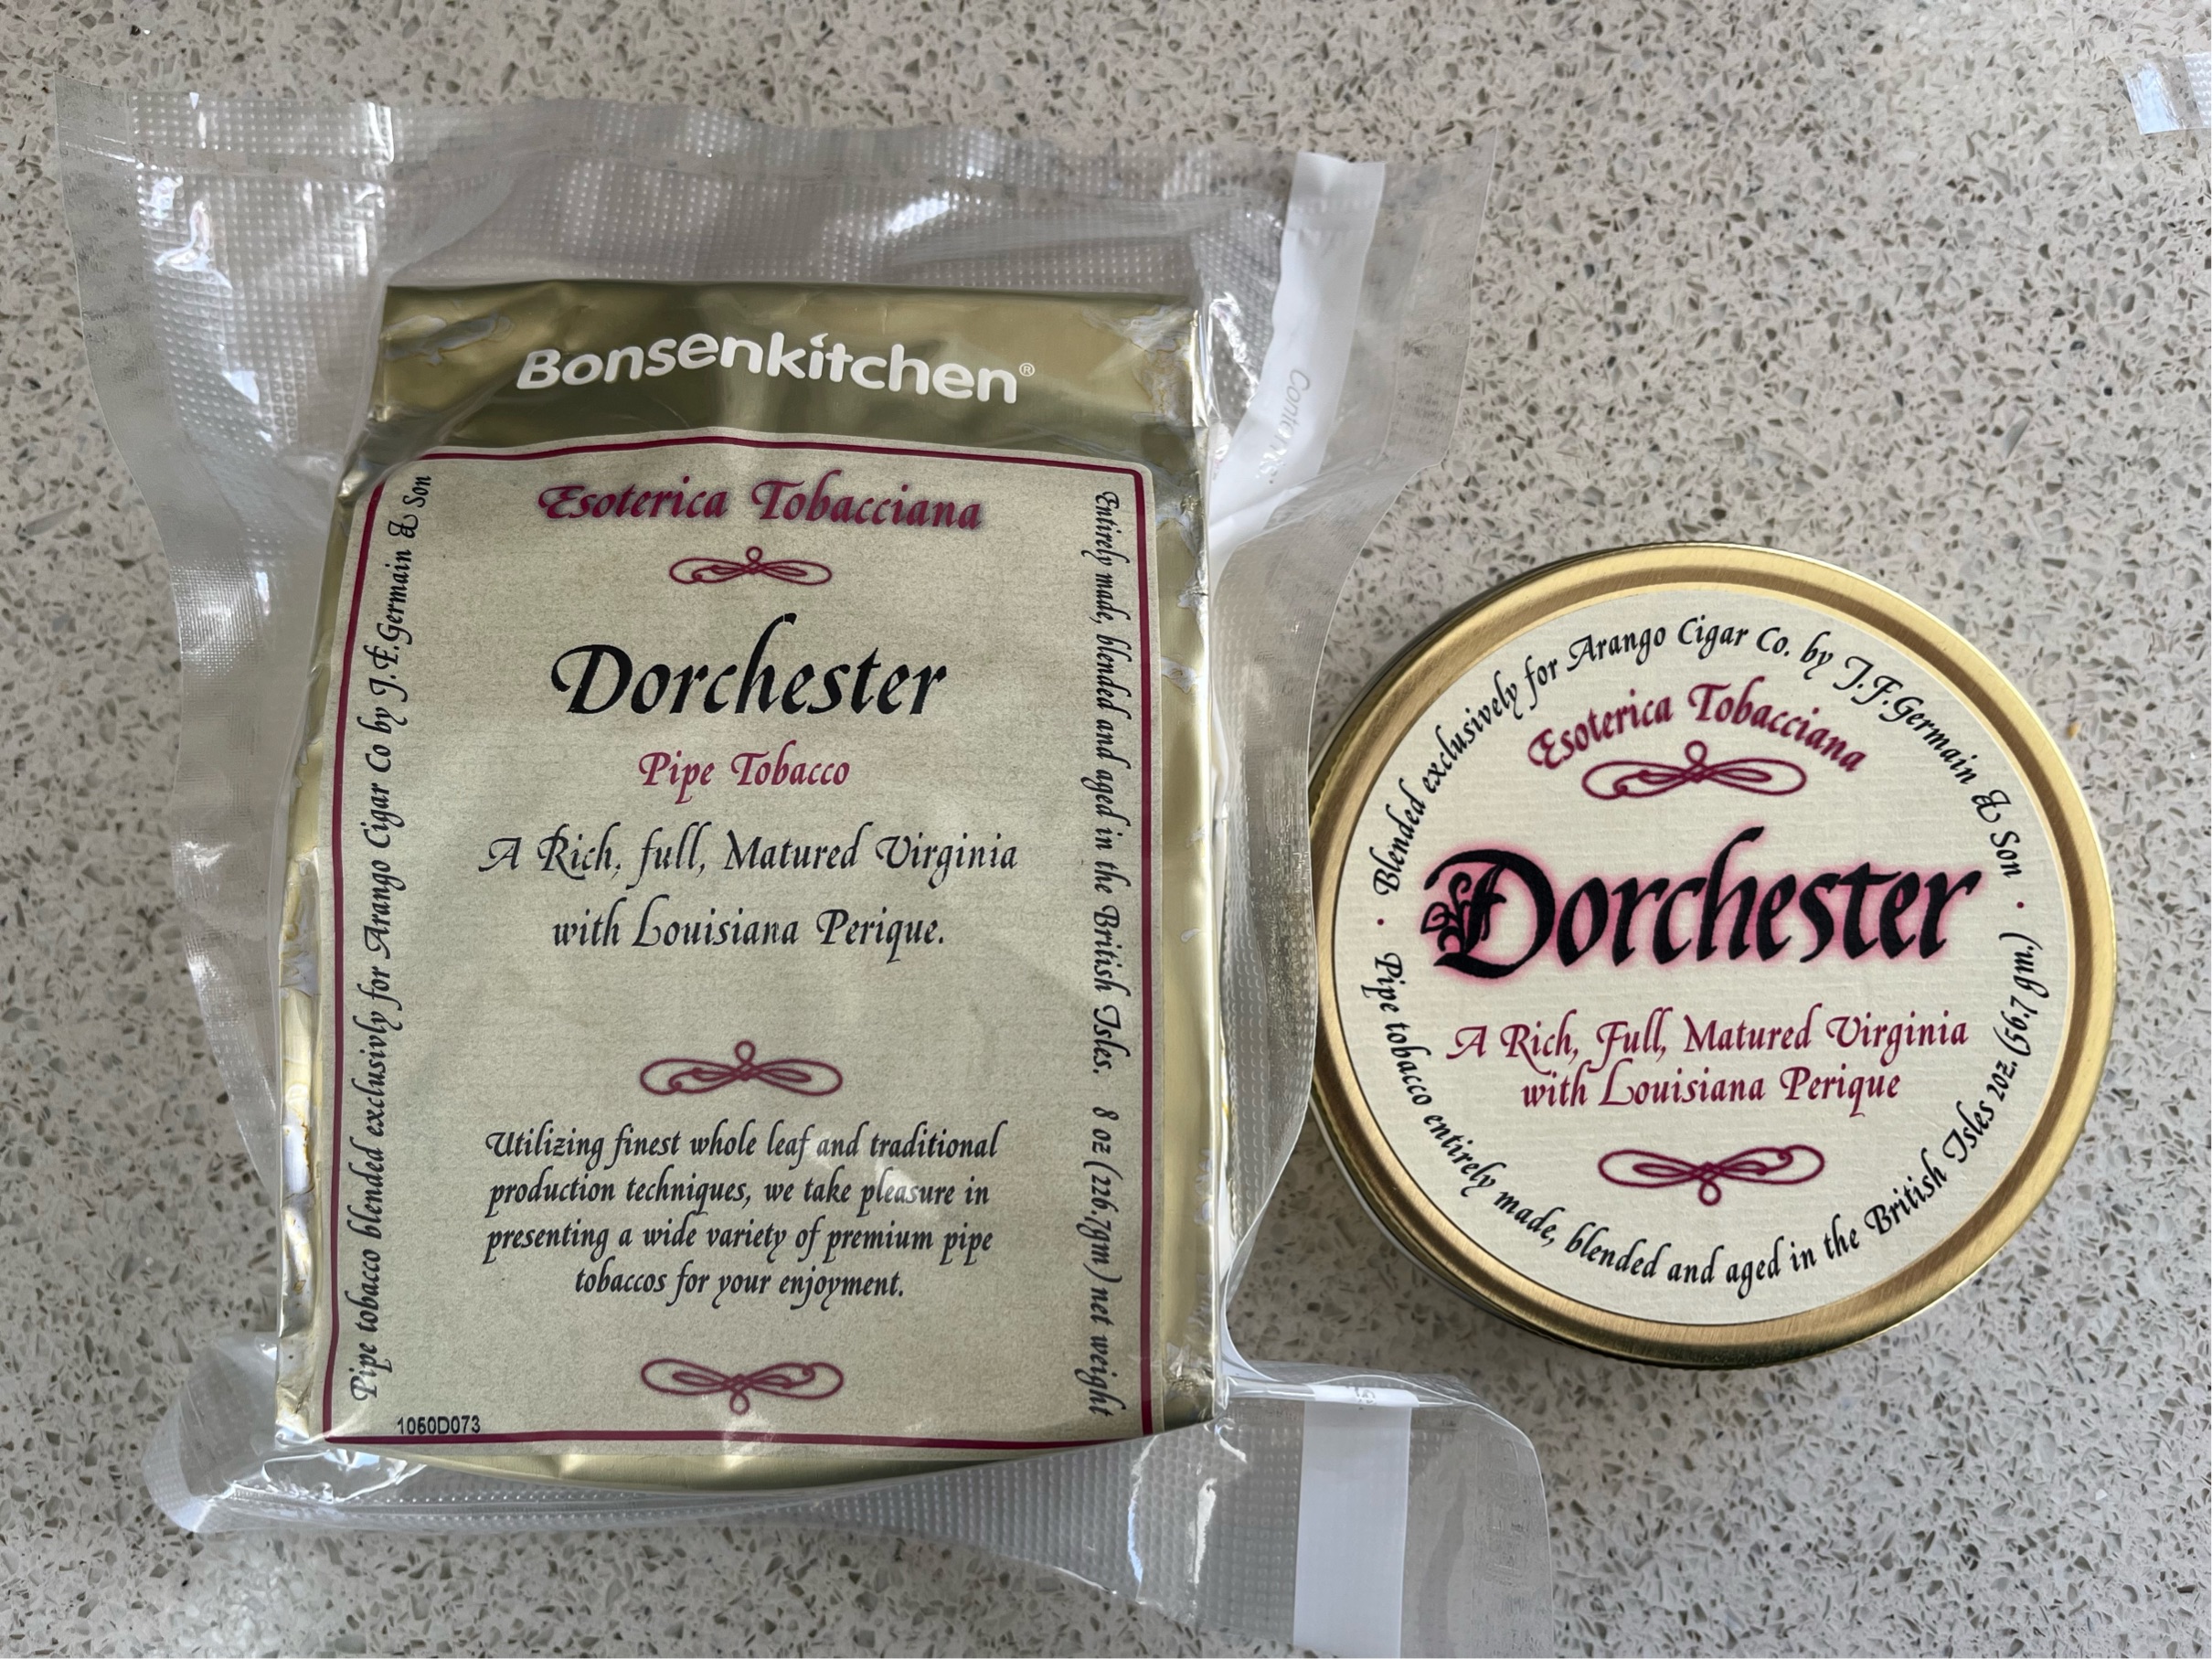 Bonsenkitchen®
Esoterica Tobacciana
Dorchester
Pipe Tobacco
A Rich, full, Matured Virginia
with Louisiana Perique.
Utilizing finest whole leaf and traditional
production techniques, we take pleasure in
presenting a wide variety of premium pipe
tobaccos for your enjoyment.
Pipe tobacco blended exclusively for Arango Cigar Co by J.F.Germain & Son
Entirely made, blended and aged in the British Isles. 8 oz (226.7gm) net weight
1060D073
Blended exclusively for Arango Cigar Co. by J.F.Germain & Son
Esoterica Tobacciana
Dorchester
A Rich, Full, Matured Virginia
with Louisiana Perique
Pipe tobacco entirely made, blended and aged in the British Isles 2oz. (56.7 gm.)